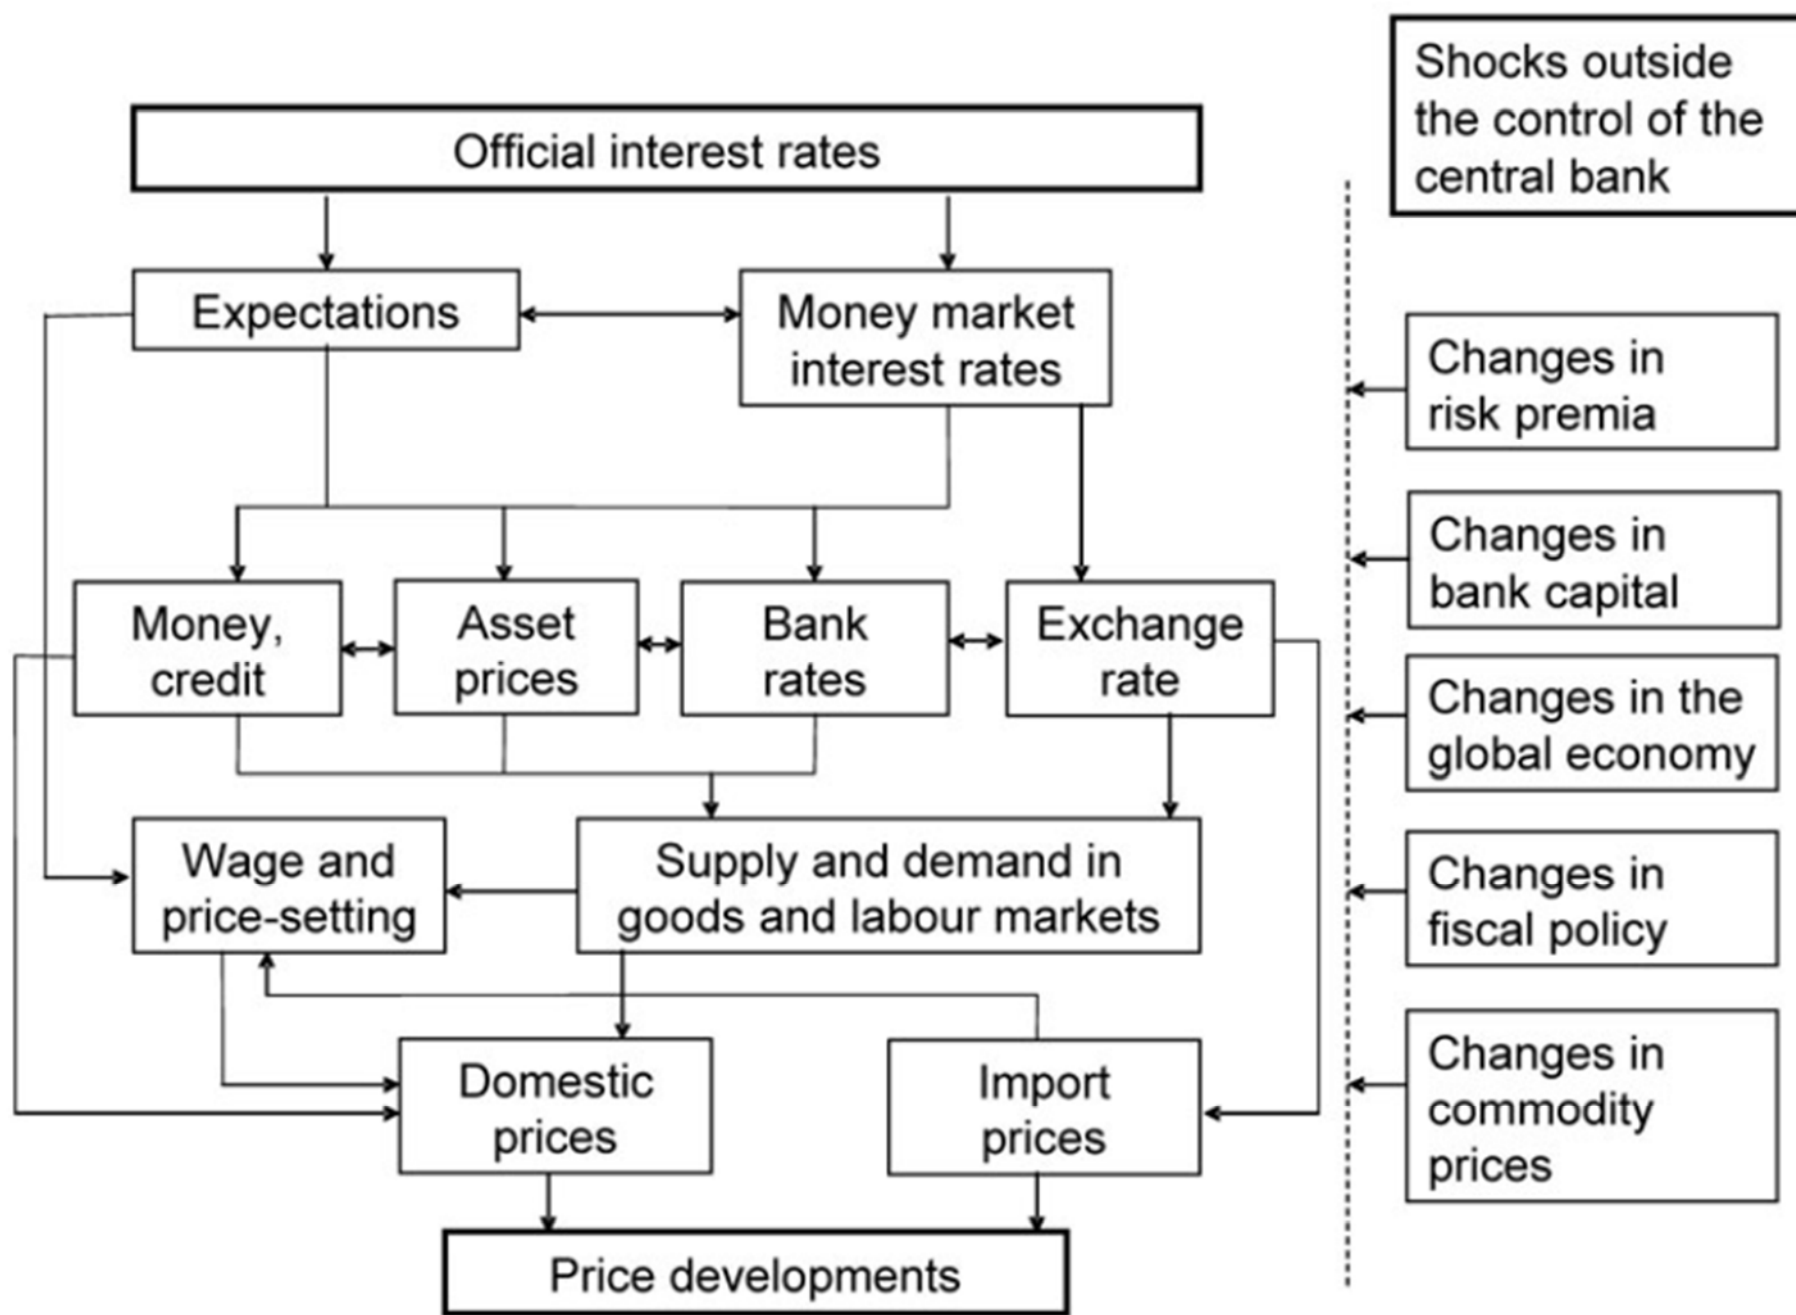 Shocks outside
the control of the
central bank
Official interest rates
Expectations
Money market
interest rates
Changes in
risk premia
Changes in
bank capital
Money,
credit
Asset
prices
Bank
rates
Exchange
rate
Changes in the
global economy
Wage and
price-setting
Supply and demand in
goods and labour markets
Changes in
fiscal policy
Domestic
prices
Import
prices
Changes in
commodity
prices
Price developments